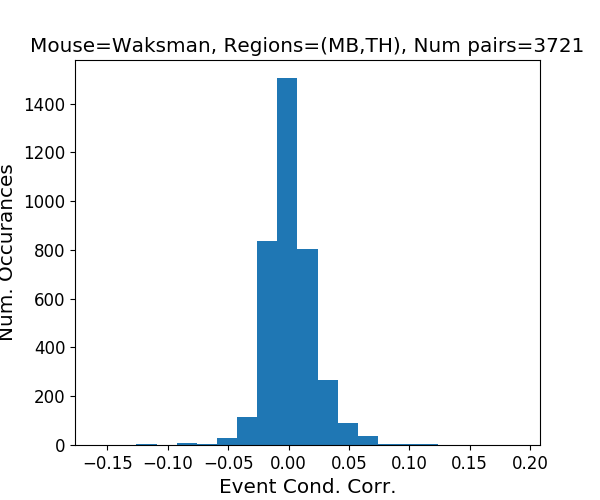 Mouse=Waksman, Regions=(MB,TH), Num pairs=3721
Num. Occurances
1400
1200
1000
800
600
400
200
0
−0.15 −0.10 −0.05 0.00 0.05 0.10 0.15 0.20
Event Cond. Corr.